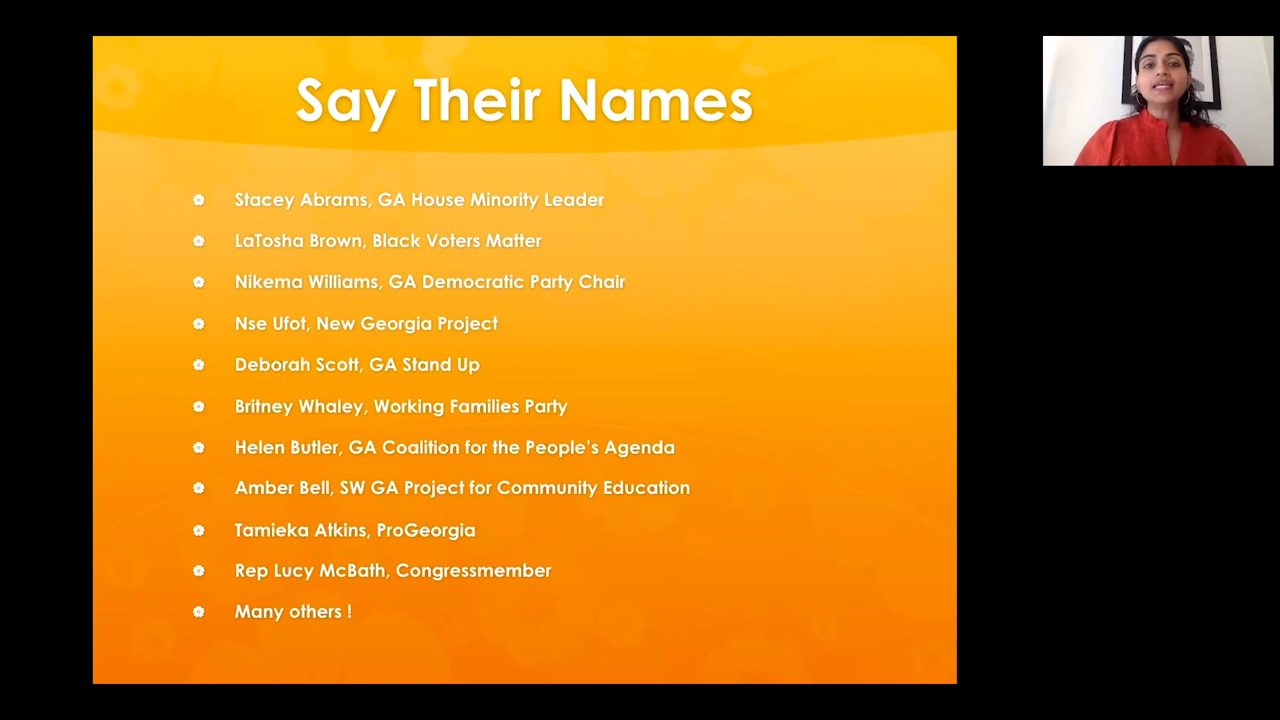 Say Their Names
Stacey Abrams, GA House Minority Leader
LaTosha Brown, Black Voters Matter
Nikema Williams, GA Democratic Party Chair
Nse Ufot, New Georgia Project
Deborah Scott, GA Stand Up
Britney Whaley, Working Families Party
Helen Butler, GA Coalition for the People's Agenda
Amber Bell, SW GA Project for Community Education
Tamieka Atkins, ProGeorgia
Rep Lucy McBath, Congressmember
Many others !